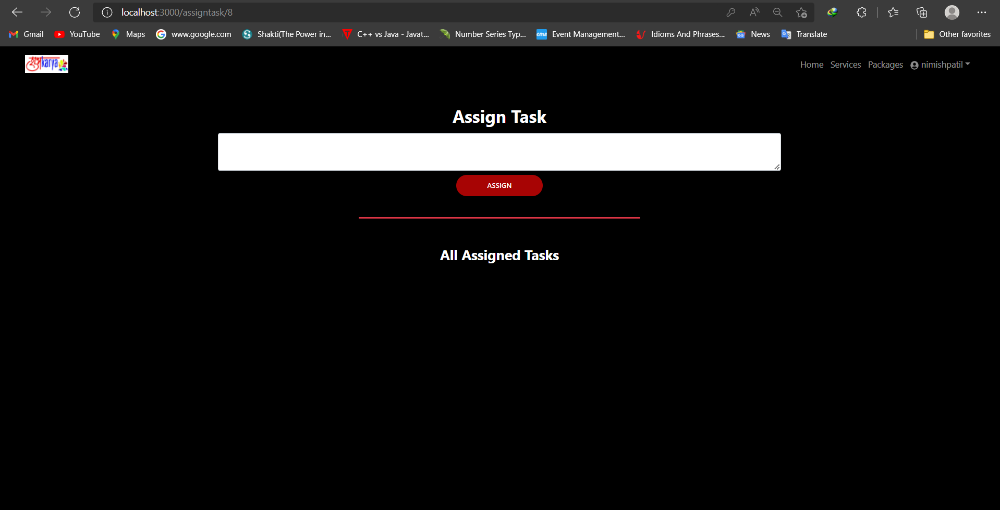 localhost:3000/assigntask/8
Gmail YouTube Maps www.google.com Shakti(The Power in... C++ vs Java - Javat... Number Series Typ... Event Management... Idioms And Phrases... News Translate Other favorites
शुभkarya Home Services Packages nimishpatil
Assign Task
ASSIGN
All Assigned Tasks